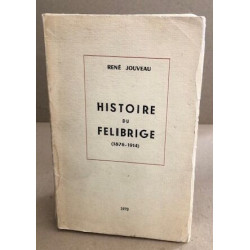 RENÉ JOUVEAU
HISTOIRE
DU
FELIBRIGE
(1876-1914)
1970